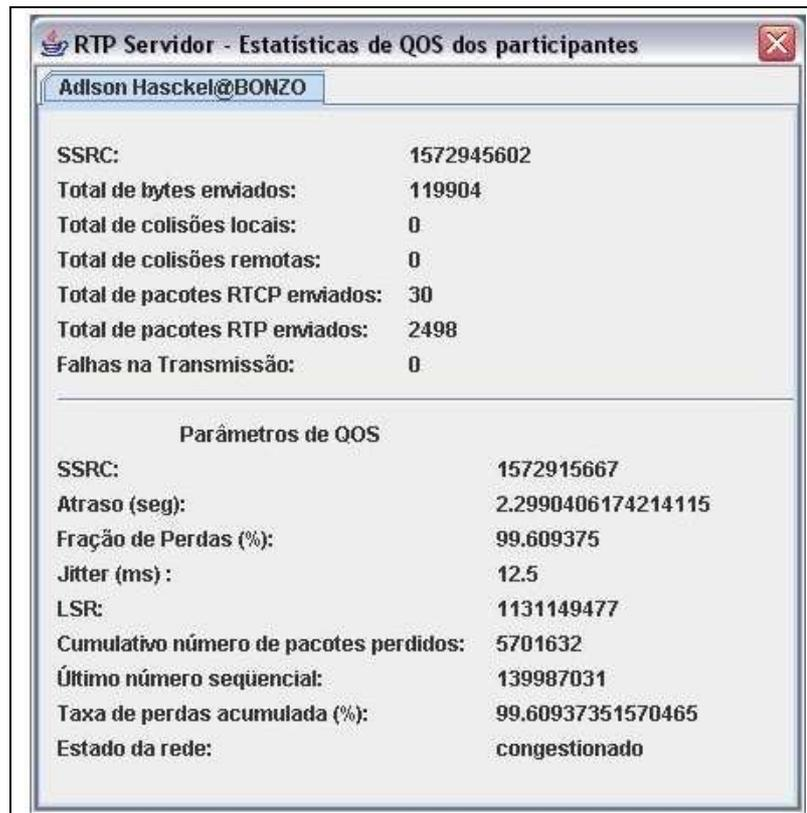 RTP Servidor - Estatísticas de QOS dos participantes
Adlson Hasckel@BONZO
SSRC: 1572945602
Total de bytes enviados: 119904
Total de colisões locais: 0
Total de colisões remotas: 0
Total de pacotes RTCP enviados: 30
Total de pacotes RTP enviados: 2498
Falhas na Transmissão: 0
Parâmetros de QOS
SSRC: 1572915667
Atraso (seg): 2.2990406174214115
Fração de Perdas (%): 99.609375
Jitter (ms) : 12.5
LSR: 1131149477
Cumulativo número de pacotes perdidos: 5701632
Último número seqüencial: 139987031
Taxa de perdas acumulada (%): 99.60937351570465
Estado da rede: congestionado